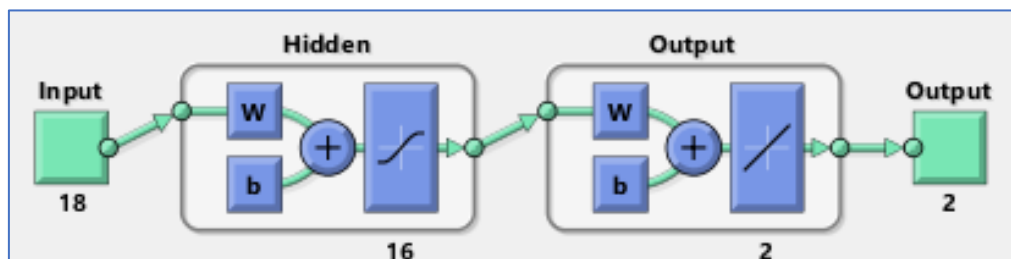 Hidden Output
Input Output
W W
+ +
b b
18 2
16 2